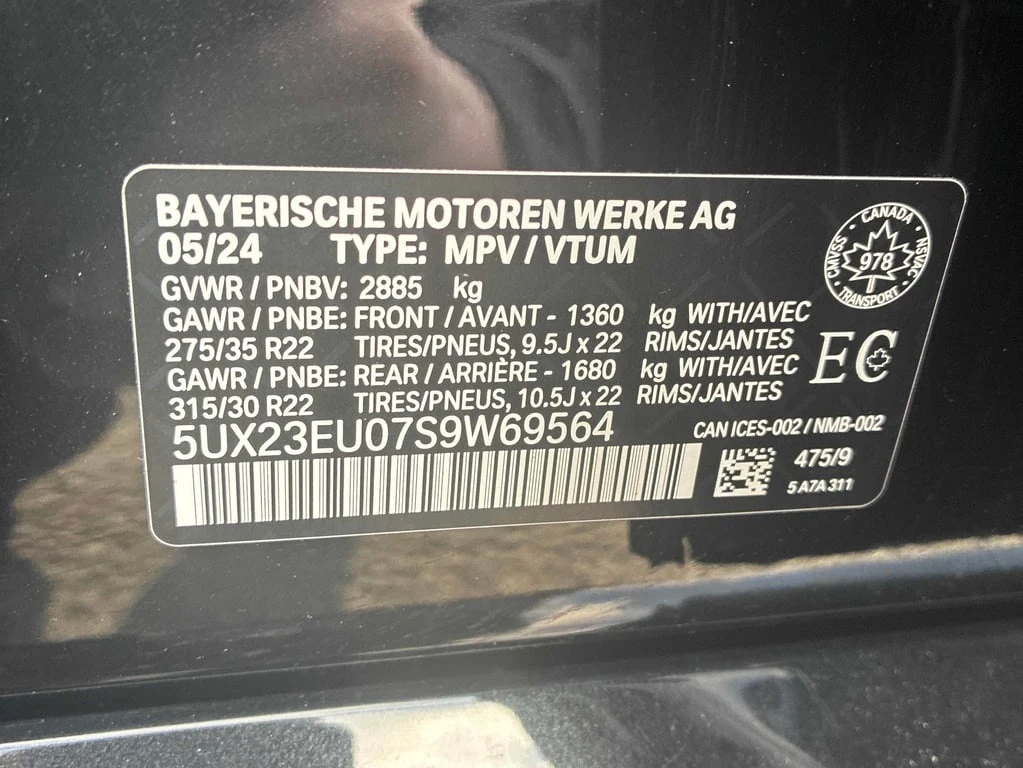 BAYERISCHE MOTOREN WERKE AG
05/24 TYPE: MPV / VTUM
GVWR / PNBV: 2885 kg
GAWR / PNBE: FRONT / AVANT - 1360 kg WITH/AVEC
275/35 R22 TIRES/PNEUS, 9.5J x 22 RIMS/JANTES
GAWR / PNBE: REAR / ARRIÈRE - 1680 kg WITH/AVEC
315/30 R22 TIRES/PNEUS, 10.5J x 22 RIMS/JANTES
5UX23EU07S9W69564
CANADA
CMVSS 978 NSVAC
TRANSPORT
EC
CAN ICES-002 / NMB-002
475/9
5 A7A 311